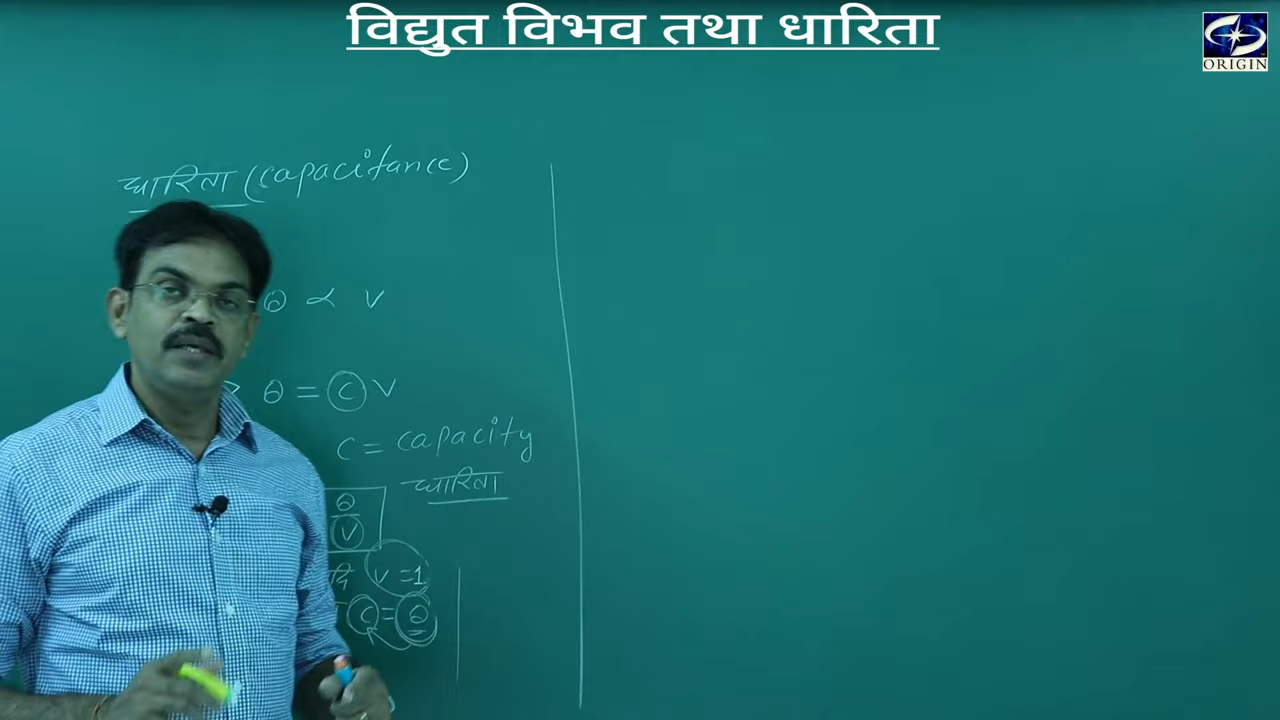 विद्युत विभव तथा धारिता
ORIGIN
धारिता (capacitance)
Q ∝ V
Q = C V
C = capacity
धारिता
Q
V
V = 1
C = Q